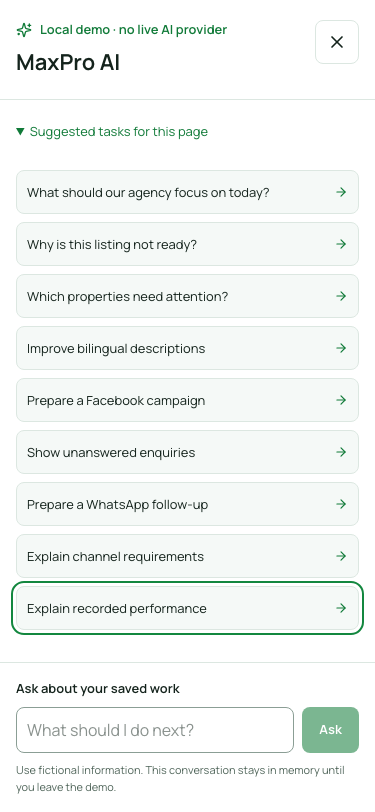 Local demo · no live AI provider
MaxPro AI
Suggested tasks for this page
What should our agency focus on today?
Why is this listing not ready?
Which properties need attention?
Improve bilingual descriptions
Prepare a Facebook campaign
Show unanswered enquiries
Prepare a WhatsApp follow-up
Explain channel requirements
Explain recorded performance
Ask about your saved work
What should I do next?
Ask
Use fictional information. This conversation stays in memory until
you leave the demo.